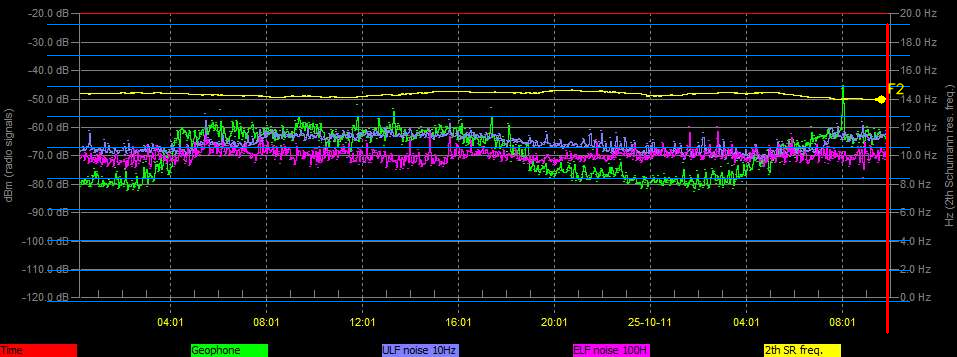 -20.0 dB 20.0 Hz
-30.0 dB 18.0 Hz
-40.0 dB 16.0 Hz
-50.0 dB F2 14.0 Hz
-60.0 dB 12.0 Hz
-70.0 dB 10.0 Hz
-80.0 dB 8.0 Hz
-90.0 dB 6.0 Hz
-100.0 dB 4.0 Hz
-110.0 dB 2.0 Hz
-120.0 dB 0.0 Hz
dBm (radio signals)
Hz (2th Schumann res. freq.)
04:01 08:01 12:01 16:01 20:01 25-10-11 04:01 08:01
Time Geophone ULF noise 10Hz ELF noise 100H 2th SR freq.